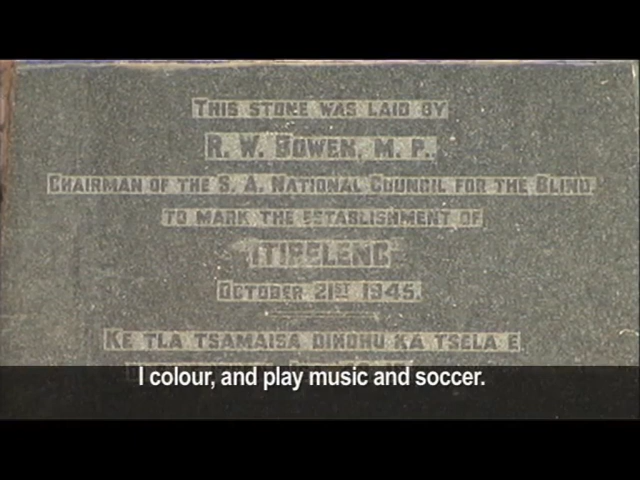 THIS STONE WAS LAID BY
R. W. BOWEN, M. P.,
CHAIRMAN OF THE S. A. NATIONAL COUNCIL FOR THE BLIND.
TO MARK THE ESTABLISHMENT OF
ITIRELENG
OCTOBER 21ST 1945.
KE TLA TSAMAISA DIKOHU KA TSELA E
I colour, and play music and soccer.